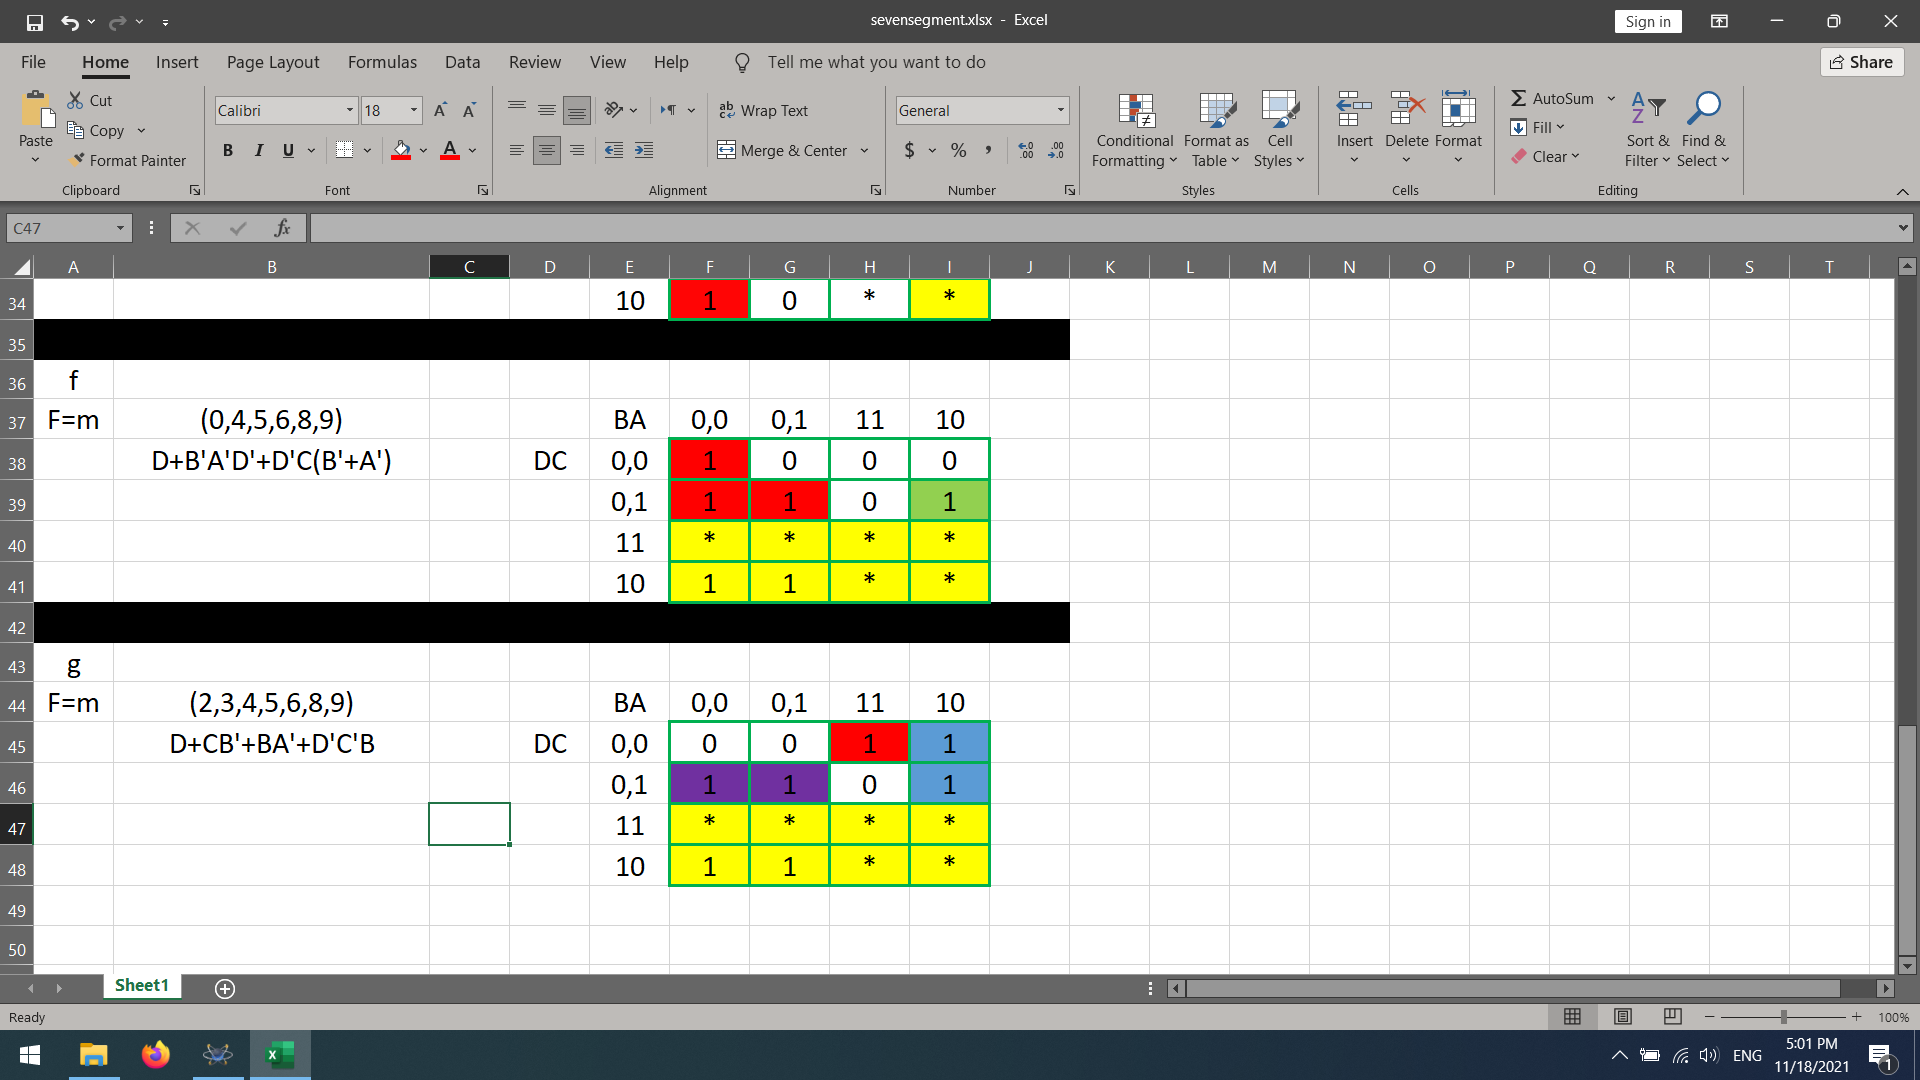 sevensegment.xlsx - Excel
Sign in
File Home Insert Page Layout Formulas Data Review View Help Tell me what you want to do Share
Paste
Cut
Copy
Format Painter
Clipboard
Calibri 18
B I U A
Font
ab Wrap Text
Merge & Center
Alignment
General
$ % ,
Number
Conditional Formatting
Format as Table
Cell Styles
Styles
Insert Delete Format
Cells
AutoSum
Fill
Clear
Sort & Filter
Find & Select
Editing
C47 fx
A B C D E F G H I J K L M N O P Q R S T
34 10 1 0 * *
35
36 f
37 F=m (0,4,5,6,8,9) BA 0,0 0,1 11 10
38 D+B'A'D'+D'C(B'+A') DC 0,0 1 0 0 0
39 0,1 1 1 0 1
40 11 * * * *
41 10 1 1 * *
42
43 g
44 F=m (2,3,4,5,6,8,9) BA 0,0 0,1 11 10
45 D+CB'+BA'+D'C'B DC 0,0 0 0 1 1
46 0,1 1 1 0 1
47 11 * * * *
48 10 1 1 * *
49
50
Sheet1
Ready 100%
ENG 5:01 PM
11/18/2021 1